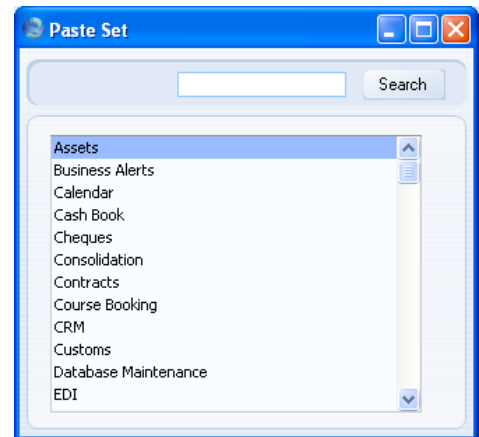 Paste Set
Search
Assets
Business Alerts
Calendar
Cash Book
Cheques
Consolidation
Contracts
Course Booking
CRM
Customs
Database Maintenance
EDI